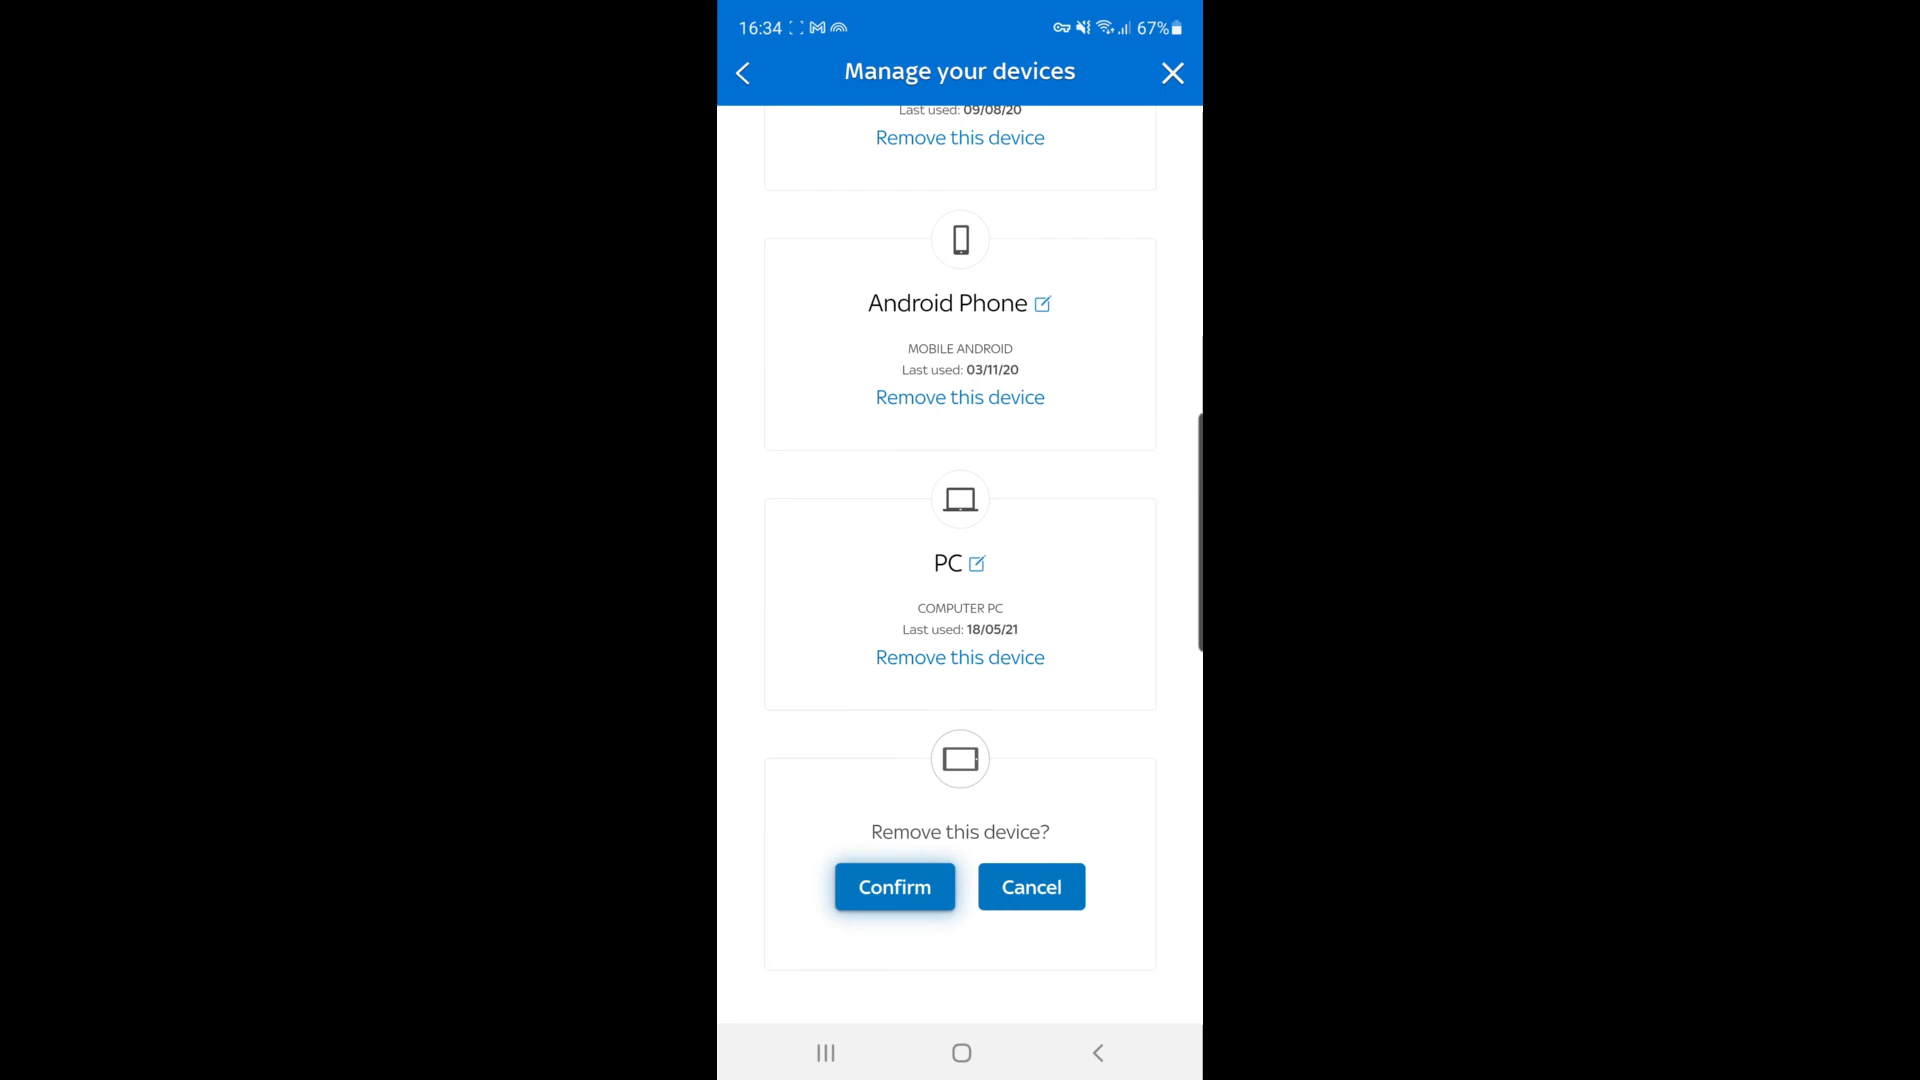 16:34
67%
Manage your devices
Last used: 09/08/20
Remove this device
Android Phone
MOBILE ANDROID
Last used: 03/11/20
Remove this device
PC
COMPUTER PC
Last used: 18/05/21
Remove this device
Remove this device?
Confirm
Cancel